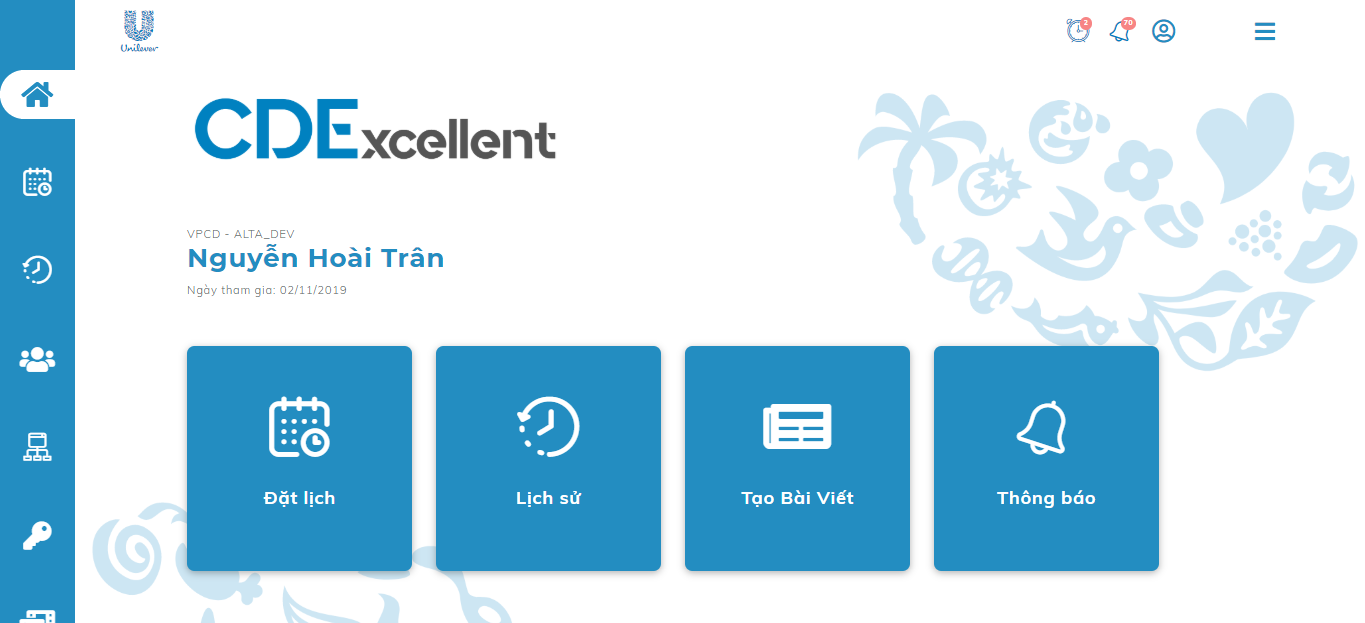 2
70
Unilever
CDExcellent
VPCD - ALTA_DEV
Nguyễn Hoài Trân
Ngày tham gia: 02/11/2019
Đặt lịch
Lịch sử
Tạo Bài Viết
Thông báo